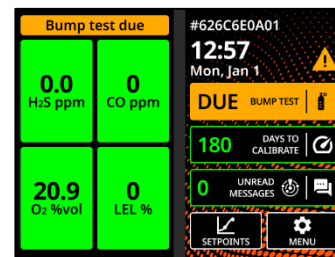 Bump test due
0.0
H₂S ppm
0
CO ppm
20.9
O₂ %vol
0
LEL %
#626C6E0A01
12:57
Mon, Jan 1
DUE BUMP TEST
180 DAYS TO
CALIBRATE
0 UNREAD
MESSAGES
SETPOINTS
MENU